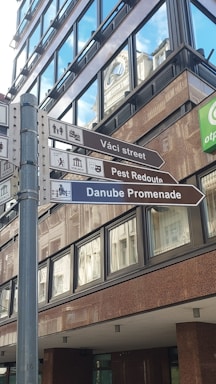 Váci street
Pest Redoute
Danube Promenade